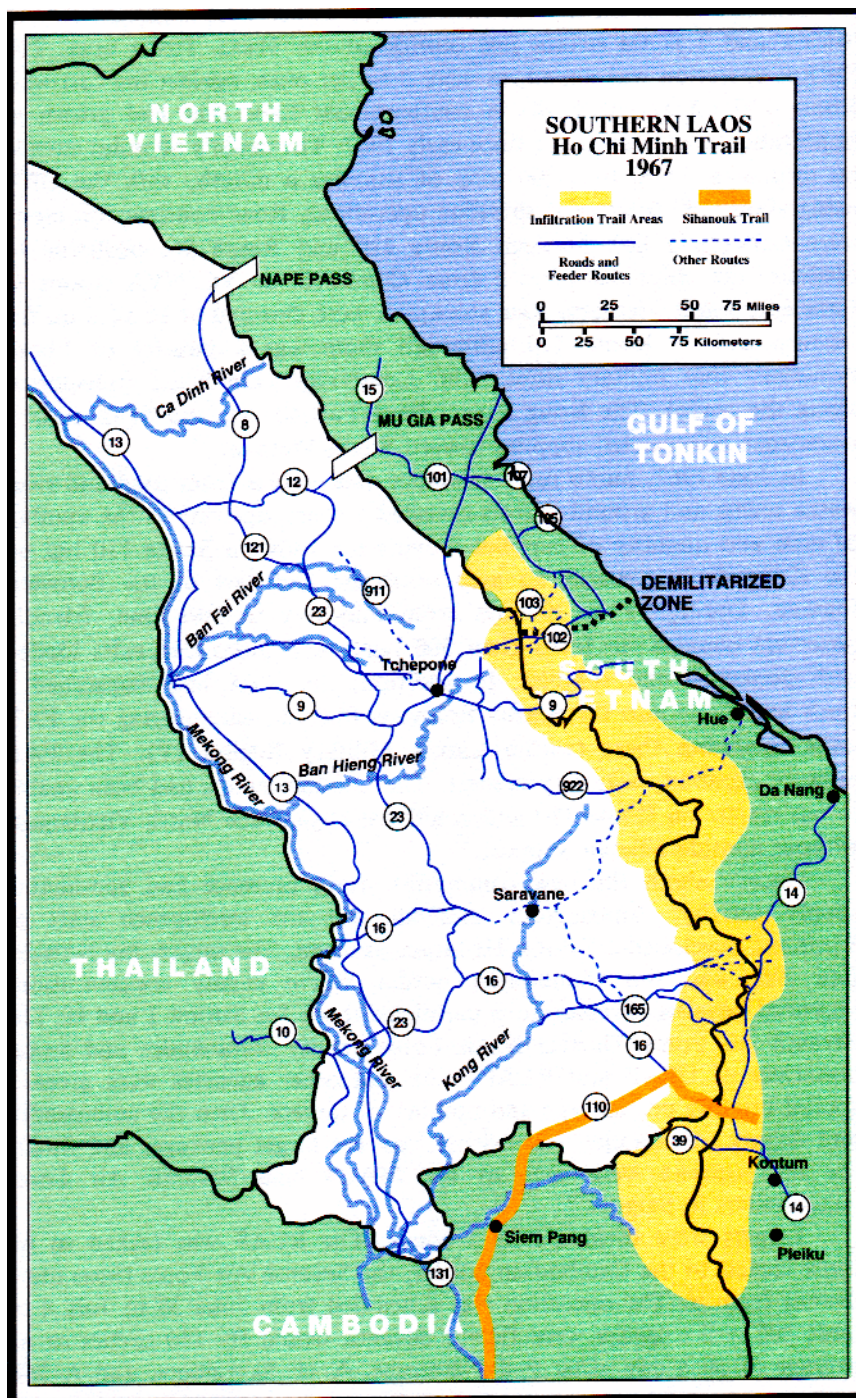 NORTH
VIETNAM
SOUTHERN LAOS
Ho Chi Minh Trail
1967
Infiltration Trail Areas
Sihanouk Trail
Roads and
Feeder Routes
Other Routes
0 25 50 75 Miles
0 25 50 75 Kilometers
NAPE PASS
Ca Dinh River
15
13
8
MU GIA PASS
GULF OF
TONKIN
12
101
107
105
121
911
Ban Fai River
23
103
DEMILITARIZED
ZONE
102
Tchepone
SOUTH
VIETNAM
9
9
Hue
Mekong River
Ban Hieng River
13
922
Da Nang
23
14
Saravane
16
THAILAND
16
165
10
23
Mekong River
Kong River
16
110
39
Kontum
14
Siem Pang
Pleiku
131
CAMBODIA